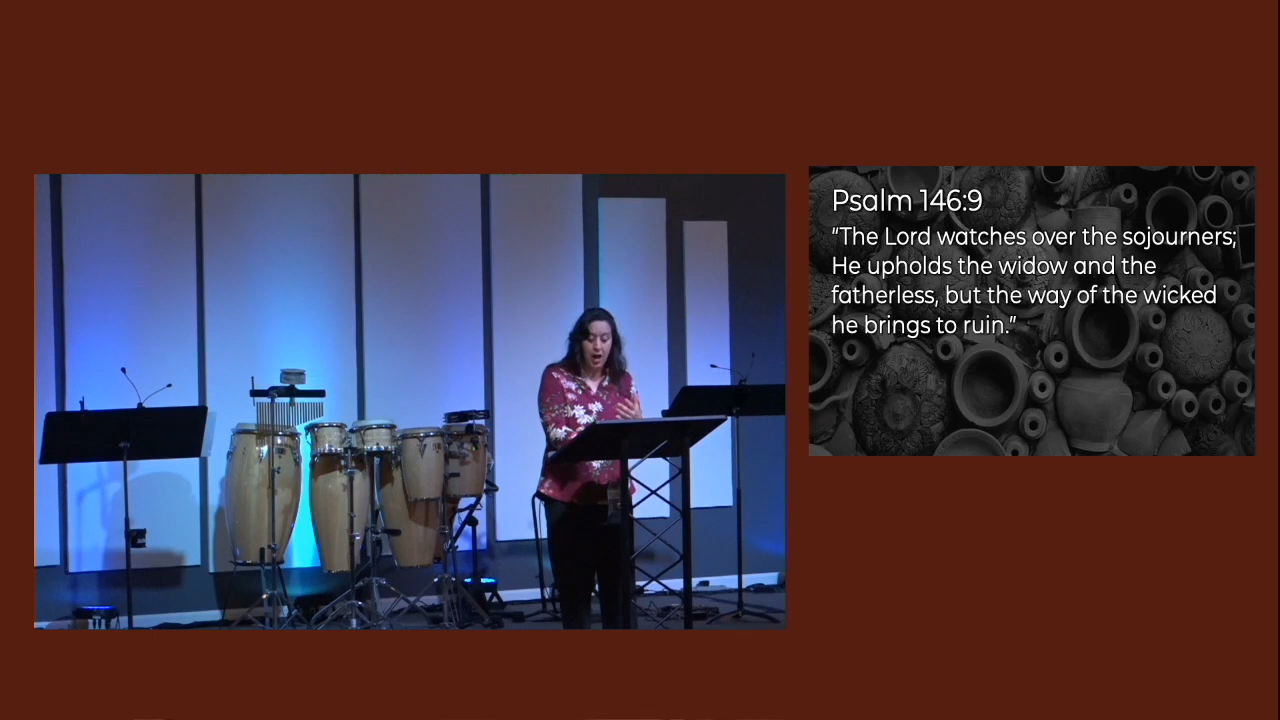 Psalm 146:9
“The Lord watches over the sojourners;
He upholds the widow and the
fatherless, but the way of the wicked
he brings to ruin.”